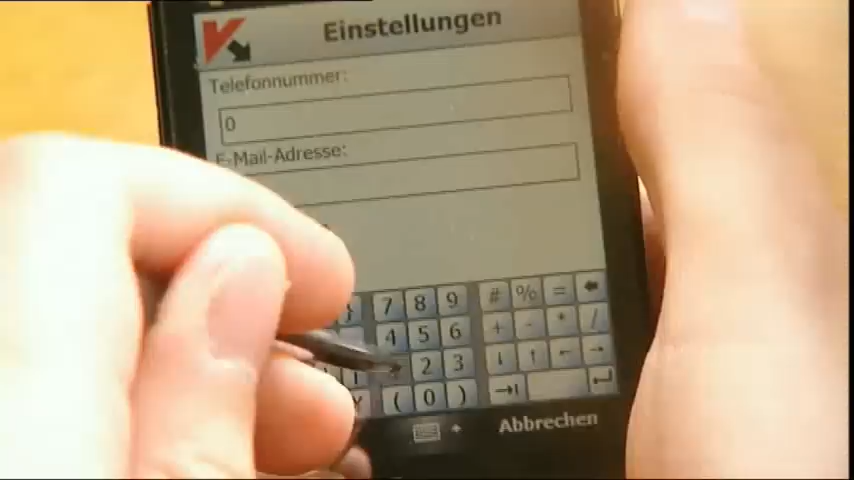 Einstellungen
Telefonnummer:
0
E-Mail-Adresse:
7 8 9 # % =
4 5 6 + - * /
2 3 ↓ ↑ ← →
( 0 )
Abbrechen